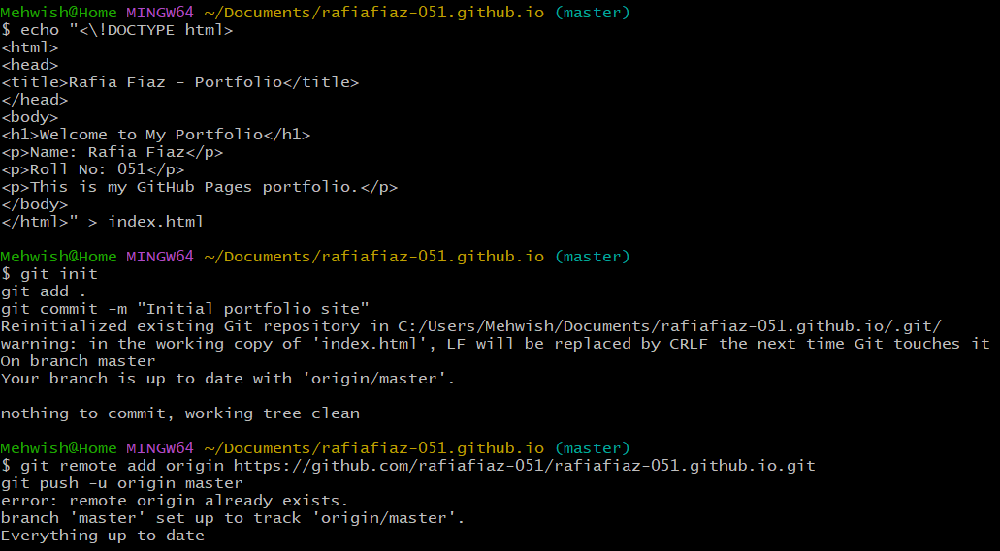 Mehwish@Home MINGW64 ~/Documents/rafiafiaz-051.github.io (master)
$ echo "<\!DOCTYPE html>
<html>
<head>
<title>Rafia Fiaz - Portfolio</title>
</head>
<body>
<h1>Welcome to My Portfolio</h1>
<p>Name: Rafia Fiaz</p>
<p>Roll No: 051</p>
<p>This is my GitHub Pages portfolio.</p>
</body>
</html>" > index.html
Mehwish@Home MINGW64 ~/Documents/rafiafiaz-051.github.io (master)
$ git init
git add .
git commit -m "Initial portfolio site"
Reinitialized existing Git repository in C:/Users/Mehwish/Documents/rafiafiaz-051.github.io/.git/
warning: in the working copy of 'index.html', LF will be replaced by CRLF the next time Git touches it
On branch master
Your branch is up to date with 'origin/master'.
nothing to commit, working tree clean
Mehwish@Home MINGW64 ~/Documents/rafiafiaz-051.github.io (master)
$ git remote add origin https://github.com/rafiafiaz-051/rafiafiaz-051.github.io.git
git push -u origin master
error: remote origin already exists.
branch 'master' set up to track 'origin/master'.
Everything up-to-date